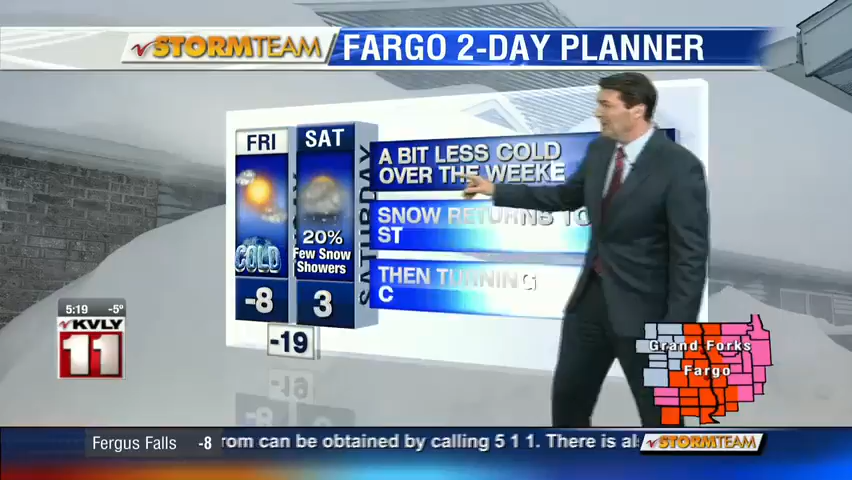 STORMTEAM
FARGO 2-DAY PLANNER
FRI
SAT
COLD
20%
Few Snow
Showers
-8
3
-19
SATURDAY
A BIT LESS COLD
OVER THE WEEKE
SNOW RETURNS TO
ST
THEN TURNING
C
5:19 -5°
KVLY
11
Grand Forks
Fargo
Fergus Falls -8
rom can be obtained by calling 5 1 1. There is al
STORMTEAM